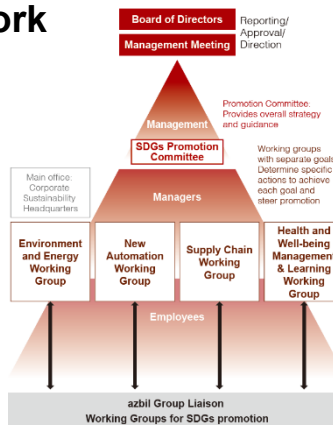 ork
Board of Directors
Management Meeting
Reporting/
Approval/
Direction
Management
SDGs Promotion
Committee
Promotion Committee:
Provides overall strategy
and guidance
Working groups
with separate goals
Determine specific
actions to achieve
each goal and
steer promotion
Main office:
Corporate
Sustainability
Headquarters
Managers
Environment
and Energy
Working
Group
New
Automation
Working
Group
Supply Chain
Working
Group
Health and
Well-being
Management
& Learning
Working
Group
Employees
azbil Group Liaison
Working Groups for SDGs promotion